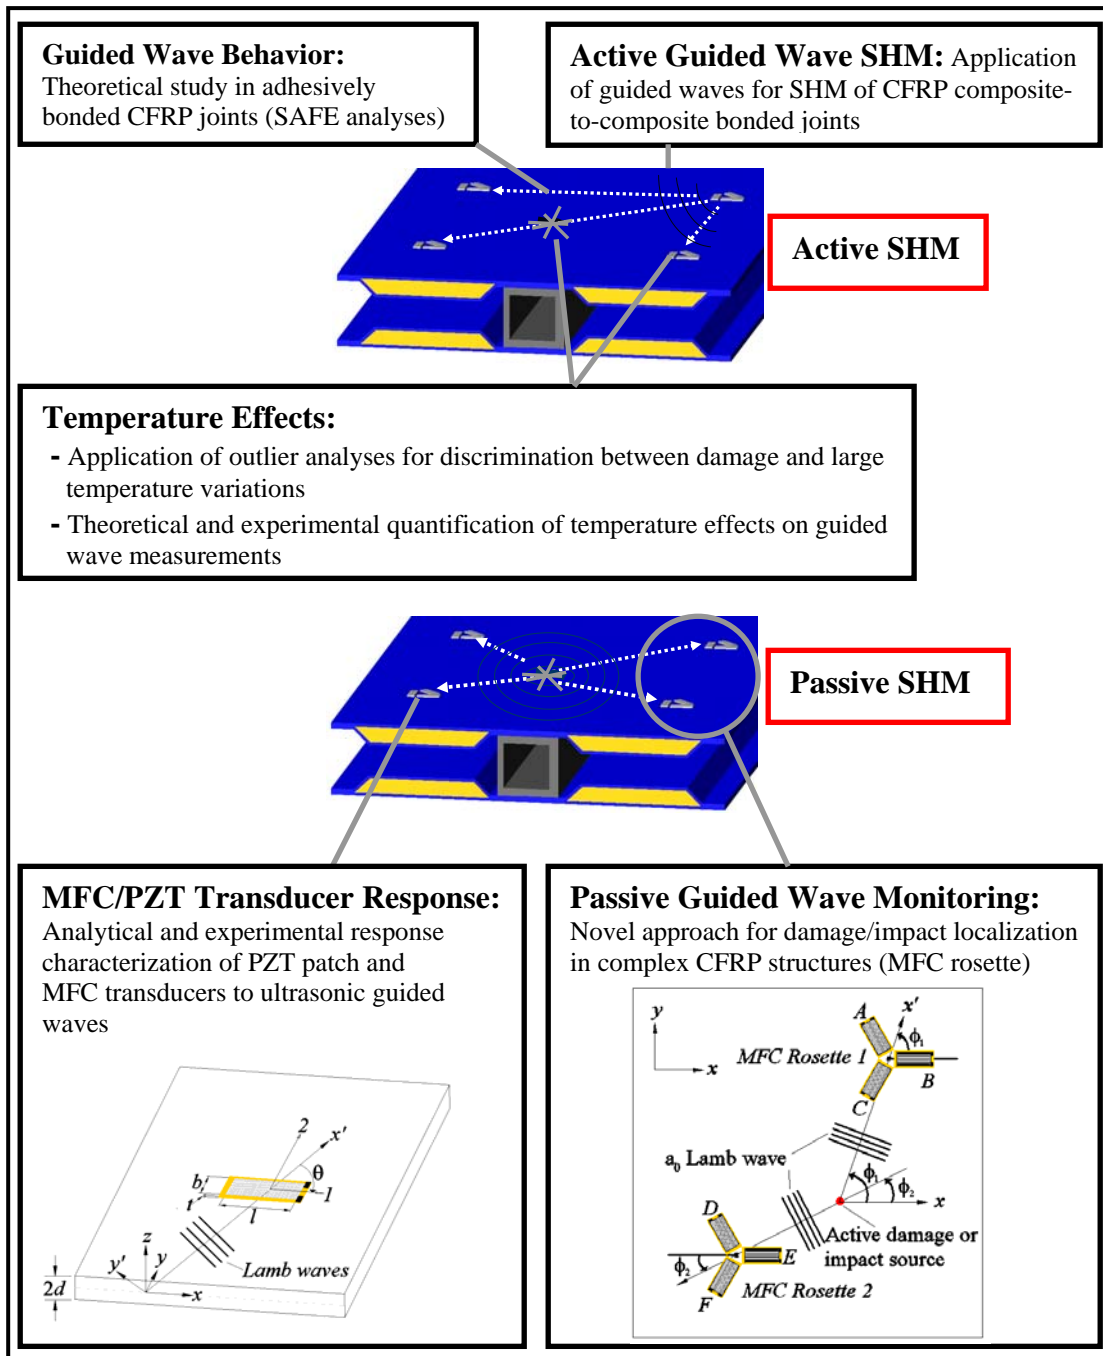 Guided Wave Behavior:
Theoretical study in adhesively
bonded CFRP joints (SAFE analyses)
Active Guided Wave SHM: Application
of guided waves for SHM of CFRP composite-
to-composite bonded joints
Active SHM
Temperature Effects:
- Application of outlier analyses for discrimination between damage and large
temperature variations
- Theoretical and experimental quantification of temperature effects on guided
wave measurements
Passive SHM
MFC/PZT Transducer Response:
Analytical and experimental response
characterization of PZT patch and
MFC transducers to ultrasonic guided
waves
2
x'
θ
b
1
t
l
z
y'
y
Lamb waves
2d
x
Passive Guided Wave Monitoring:
Novel approach for damage/impact localization
in complex CFRP structures (MFC rosette)
y
x
A
x'
ϕ1
MFC Rosette 1
B
C
a0 Lamb wave
ϕ1
ϕ2
x
D
Active damage or
impact source
E
ϕ2
F
MFC Rosette 2